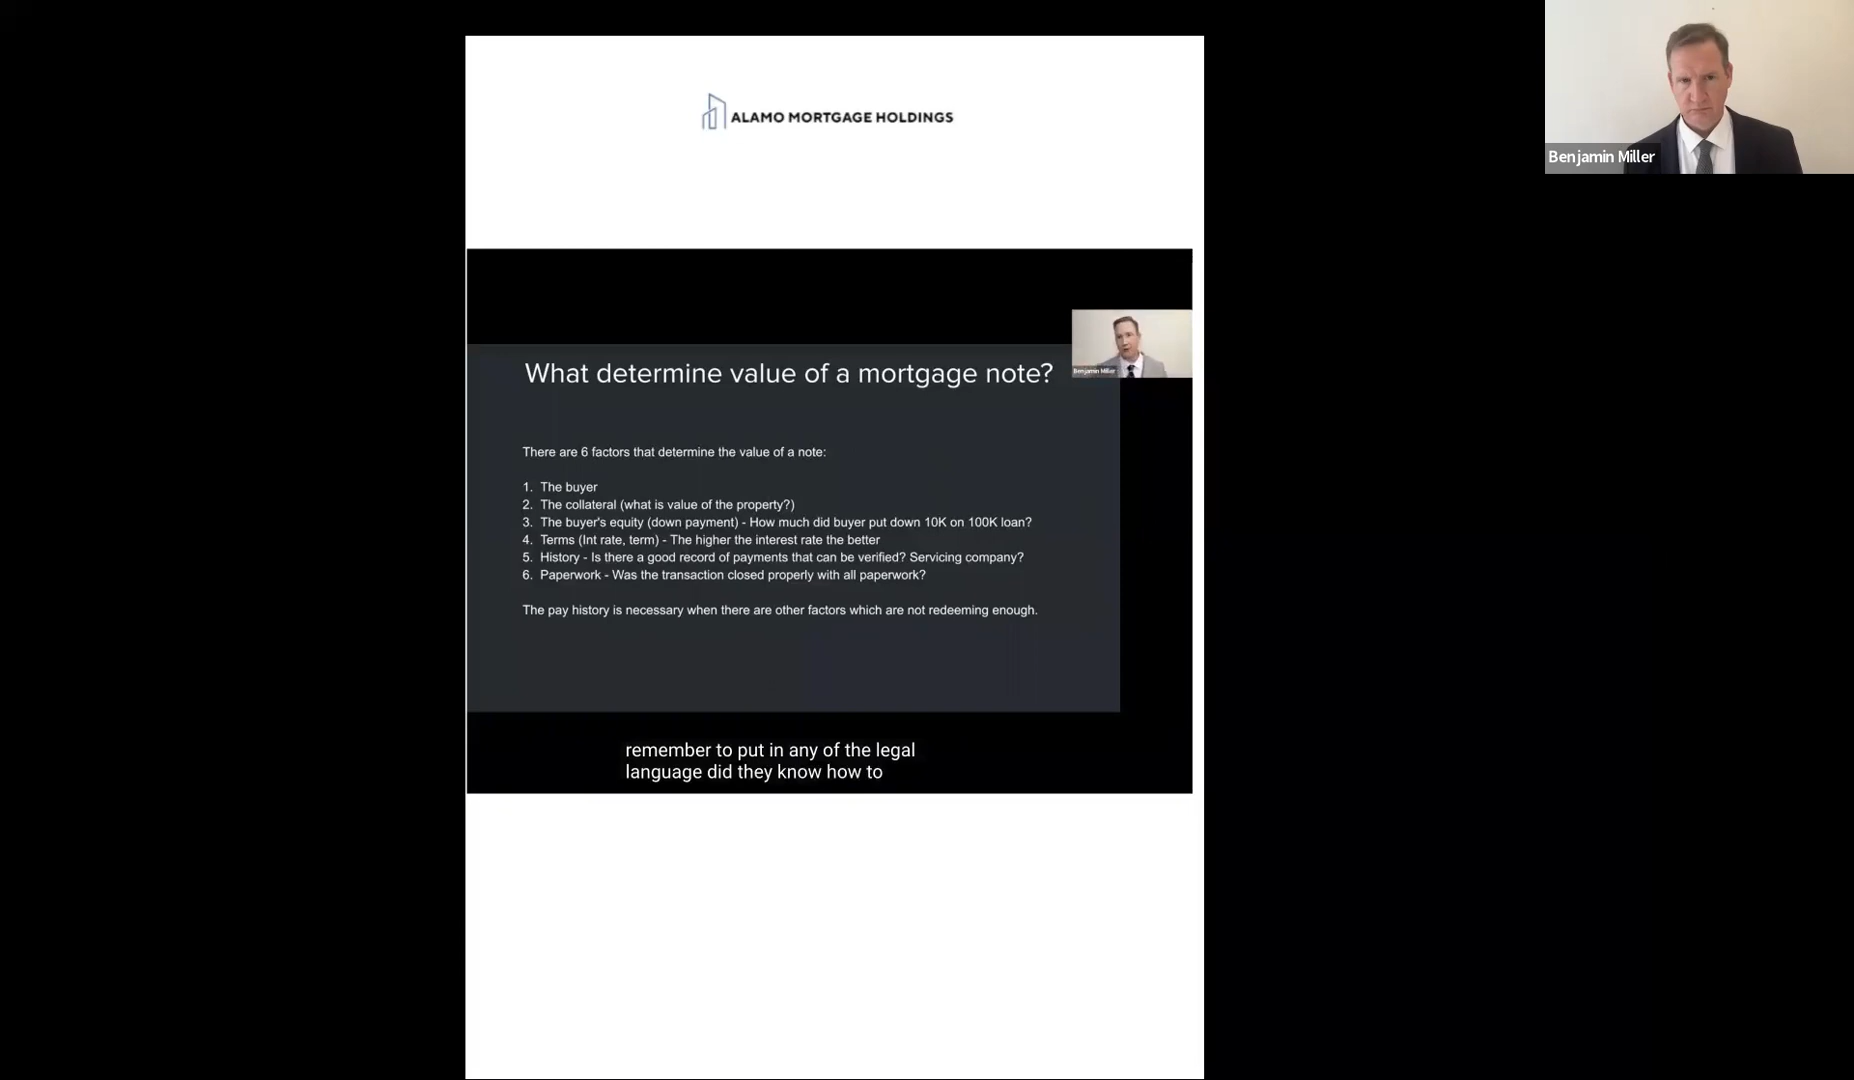 ALAMO MORTGAGE HOLDINGS
Benjamin Miller
Benjamin Miller
What determine value of a mortgage note?
There are 6 factors that determine the value of a note:
1. The buyer
2. The collateral (what is value of the property?)
3. The buyer's equity (down payment) - How much did buyer put down 10K on 100K loan?
4. Terms (Int rate, term) - The higher the interest rate the better
5. History - Is there a good record of payments that can be verified? Servicing company?
6. Paperwork - Was the transaction closed properly with all paperwork?
The pay history is necessary when there are other factors which are not redeeming enough.
remember to put in any of the legal
language did they know how to